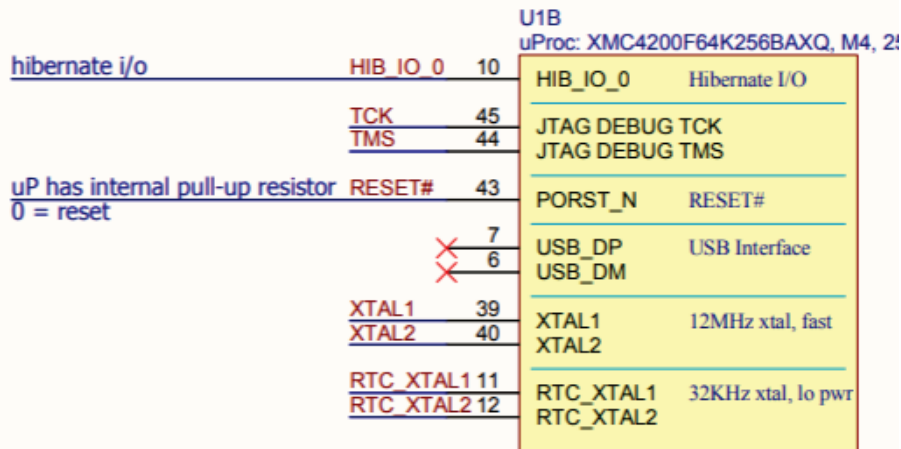 U1B
uProc: XMC4200F64K256BAXQ, M4, 25
hibernate i/o HIB_IO_0 10 HIB_IO_0 Hibernate I/O
TCK 45 JTAG DEBUG TCK
TMS 44 JTAG DEBUG TMS
uP has internal pull-up resistor RESET# 43 PORST_N RESET#
0 = reset
7 USB_DP USB Interface
6 USB_DM
XTAL1 39 XTAL1 12MHz xtal, fast
XTAL2 40 XTAL2
RTC_XTAL1 11 RTC_XTAL1 32KHz xtal, lo pwr
RTC_XTAL2 12 RTC_XTAL2